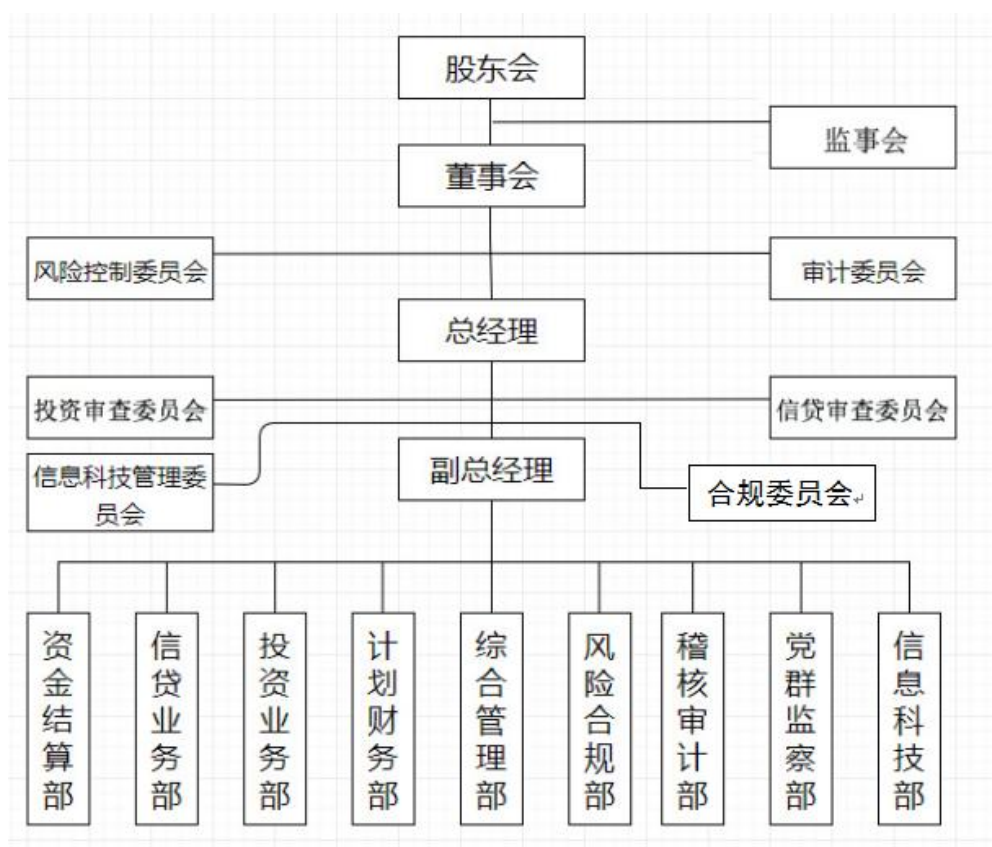 股东会
监事会
董事会
风险控制委员会
审计委员会
总经理
投资审查委员会
信贷审查委员会
信息科技管理委
员会
副总经理
合规委员会
资金结算部
信贷业务部
投资业务部
计划财务部
综合管理部
风险合规部
稽核审计部
党群监察部
信息科技部